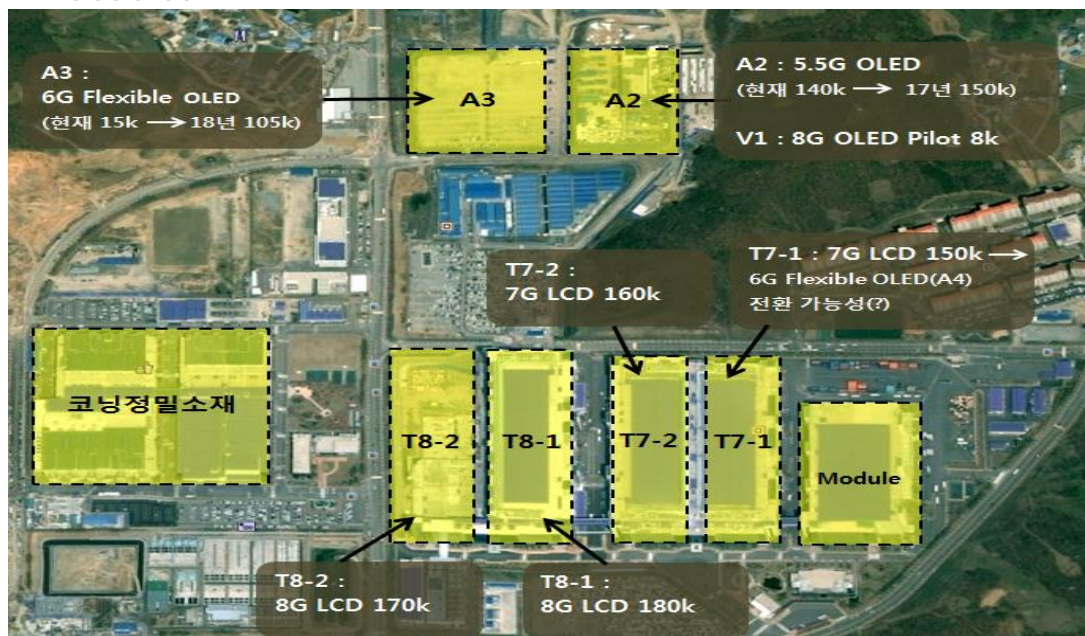 A3 :
6G Flexible OLED
(현재 15k → 18년 105k)
A3
A2
A2 : 5.5G OLED
(현재 140k → 17년 150k)
V1 : 8G OLED Pilot 8k
T7-2 :
7G LCD 160k
T7-1 : 7G LCD 150k →
6G Flexible OLED(A4)
전환 가능성(?)
코닝정밀소재
T8-2
T8-1
T7-2
T7-1
Module
T8-2 :
8G LCD 170k
T8-1 :
8G LCD 180k